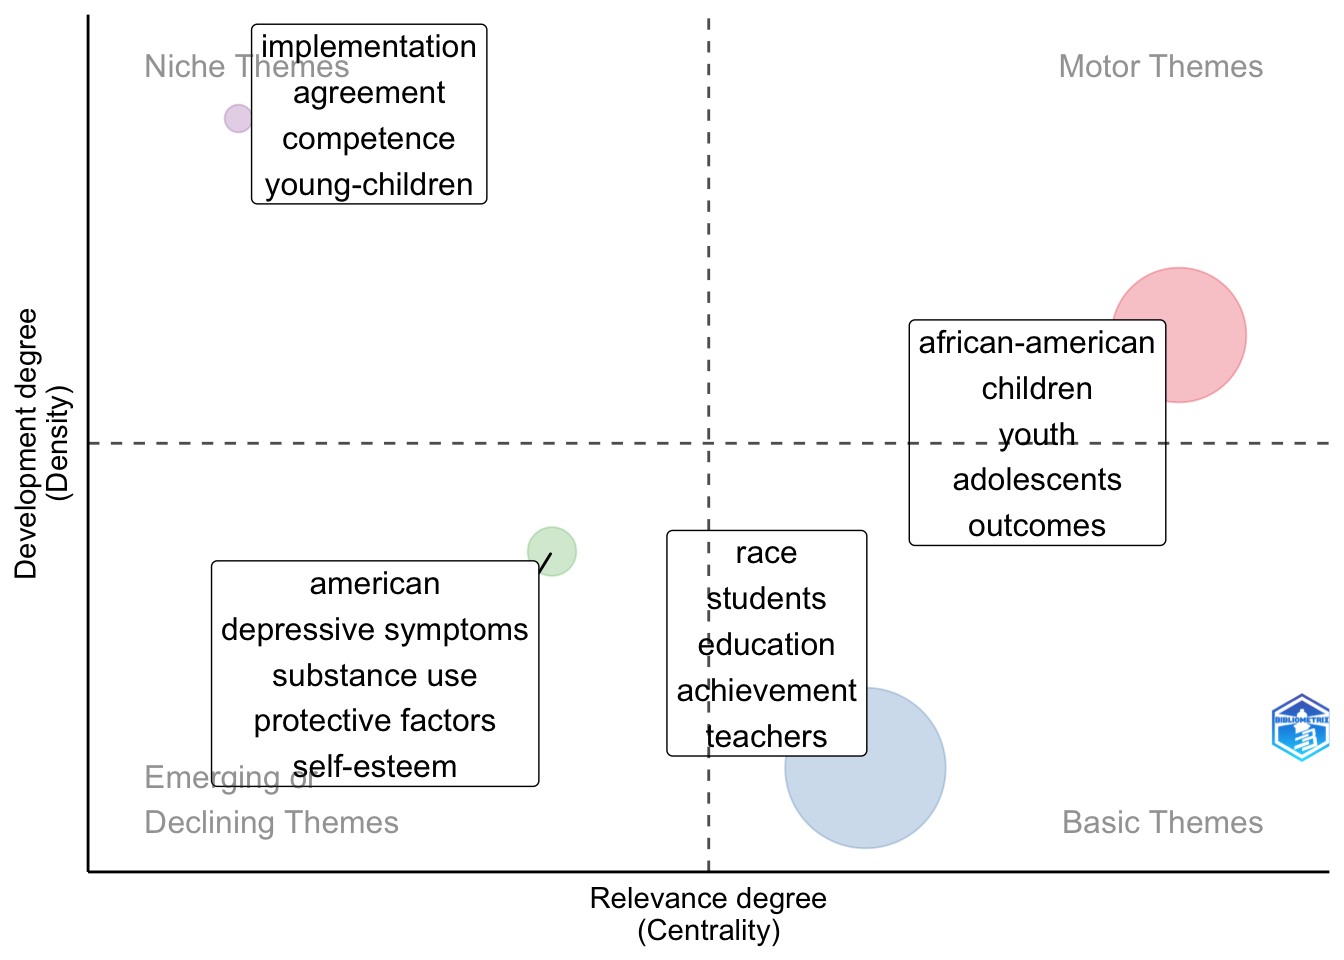 Niche Themes
implementation
agreement
competence
young-children
Motor Themes
african-american
children
youth
adolescents
outcomes
american
depressive symptoms
substance use
protective factors
self-esteem
race
students
education
achievement
teachers
Emerging or
Declining Themes
Basic Themes
BIBLIOMETRIX
Development degree
(Density)
Relevance degree
(Centrality)